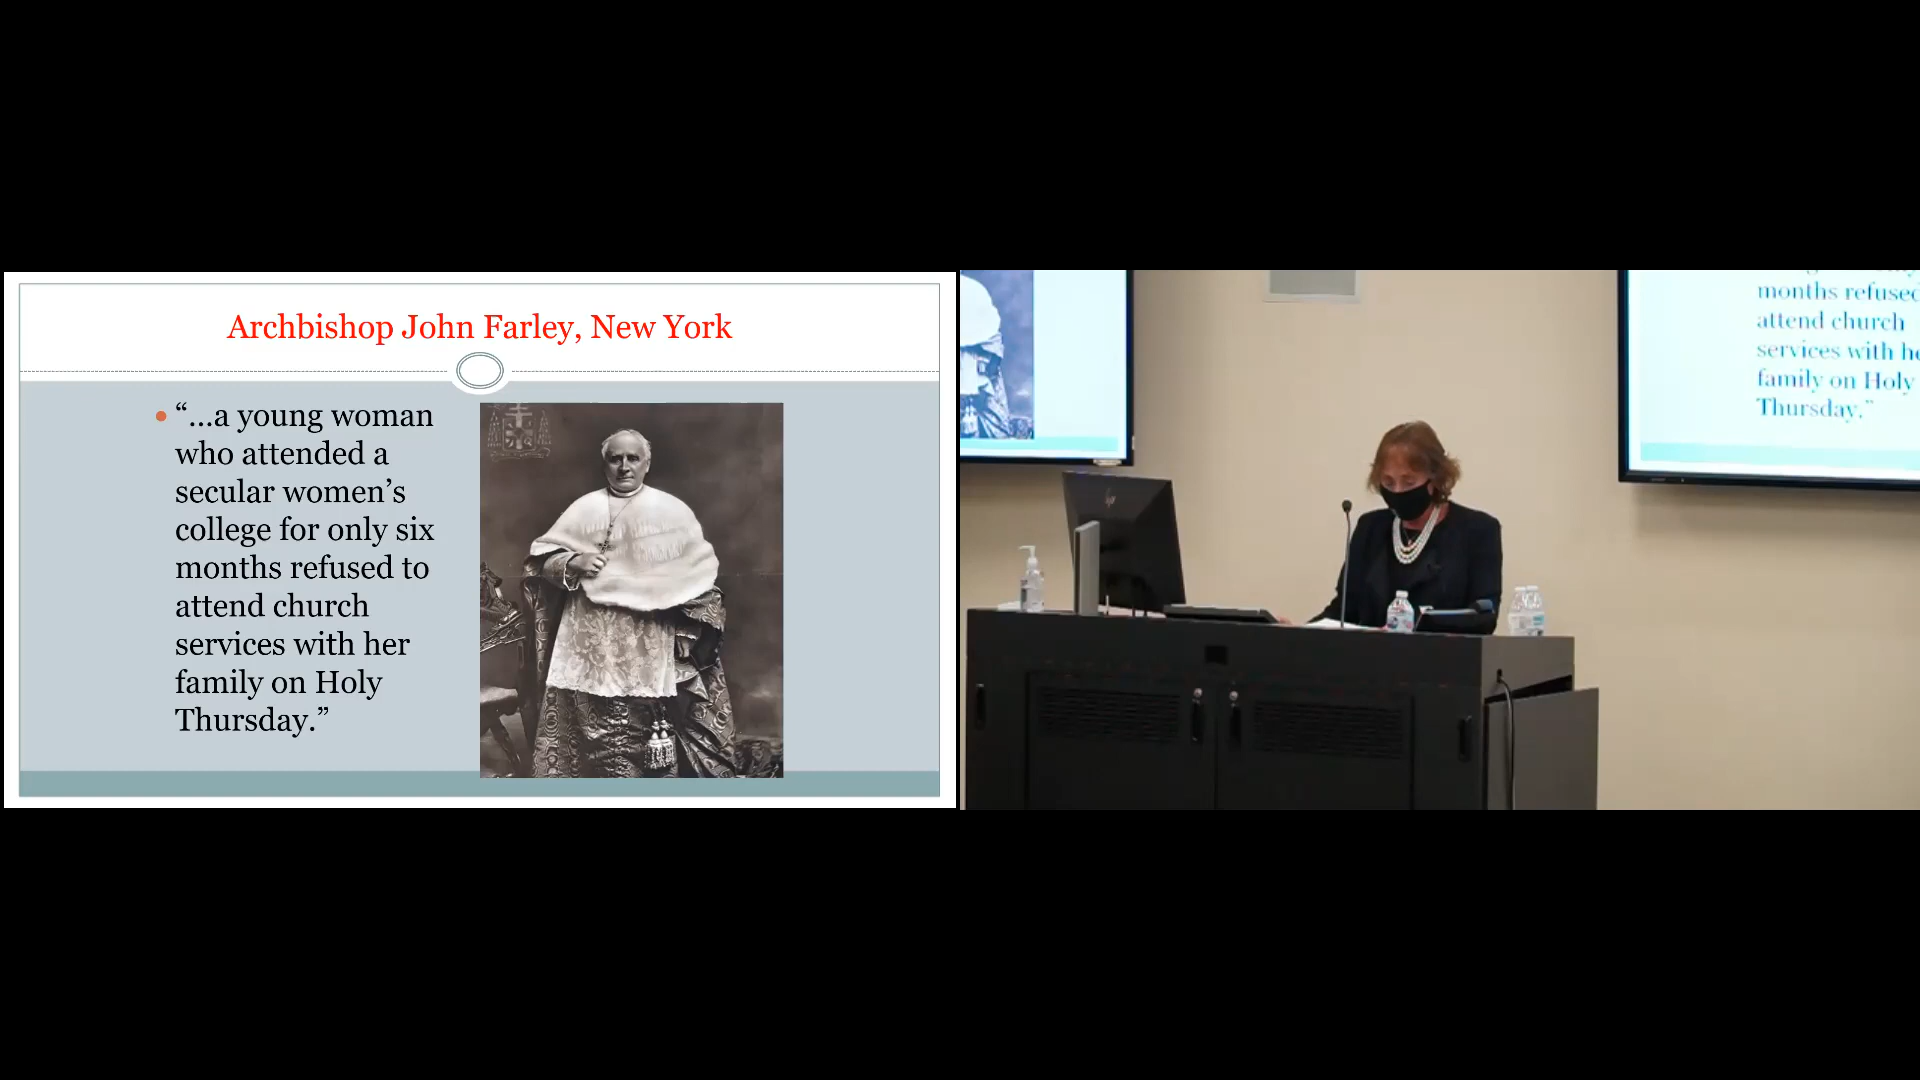 Archbishop John Farley, New York
“…a young woman
who attended a
secular women’s
college for only six
months refused to
attend church
services with her
family on Holy
Thursday.”
months refused
attend church
services with he
family on Holy
Thursday.”